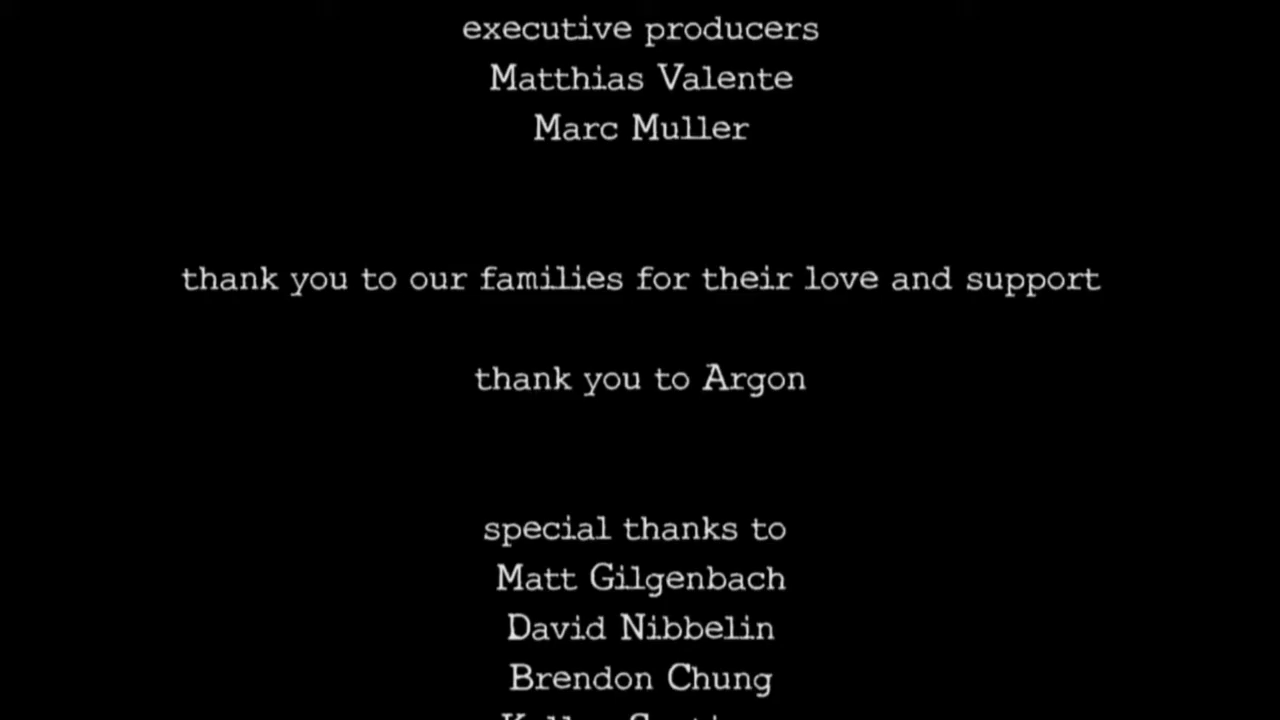 executive producers
Matthias Valente
Marc Muller
thank you to our families for their love and support
thank you to Argon
special thanks to
Matt Gilgenbach
David Nibbelin
Brendon Chung